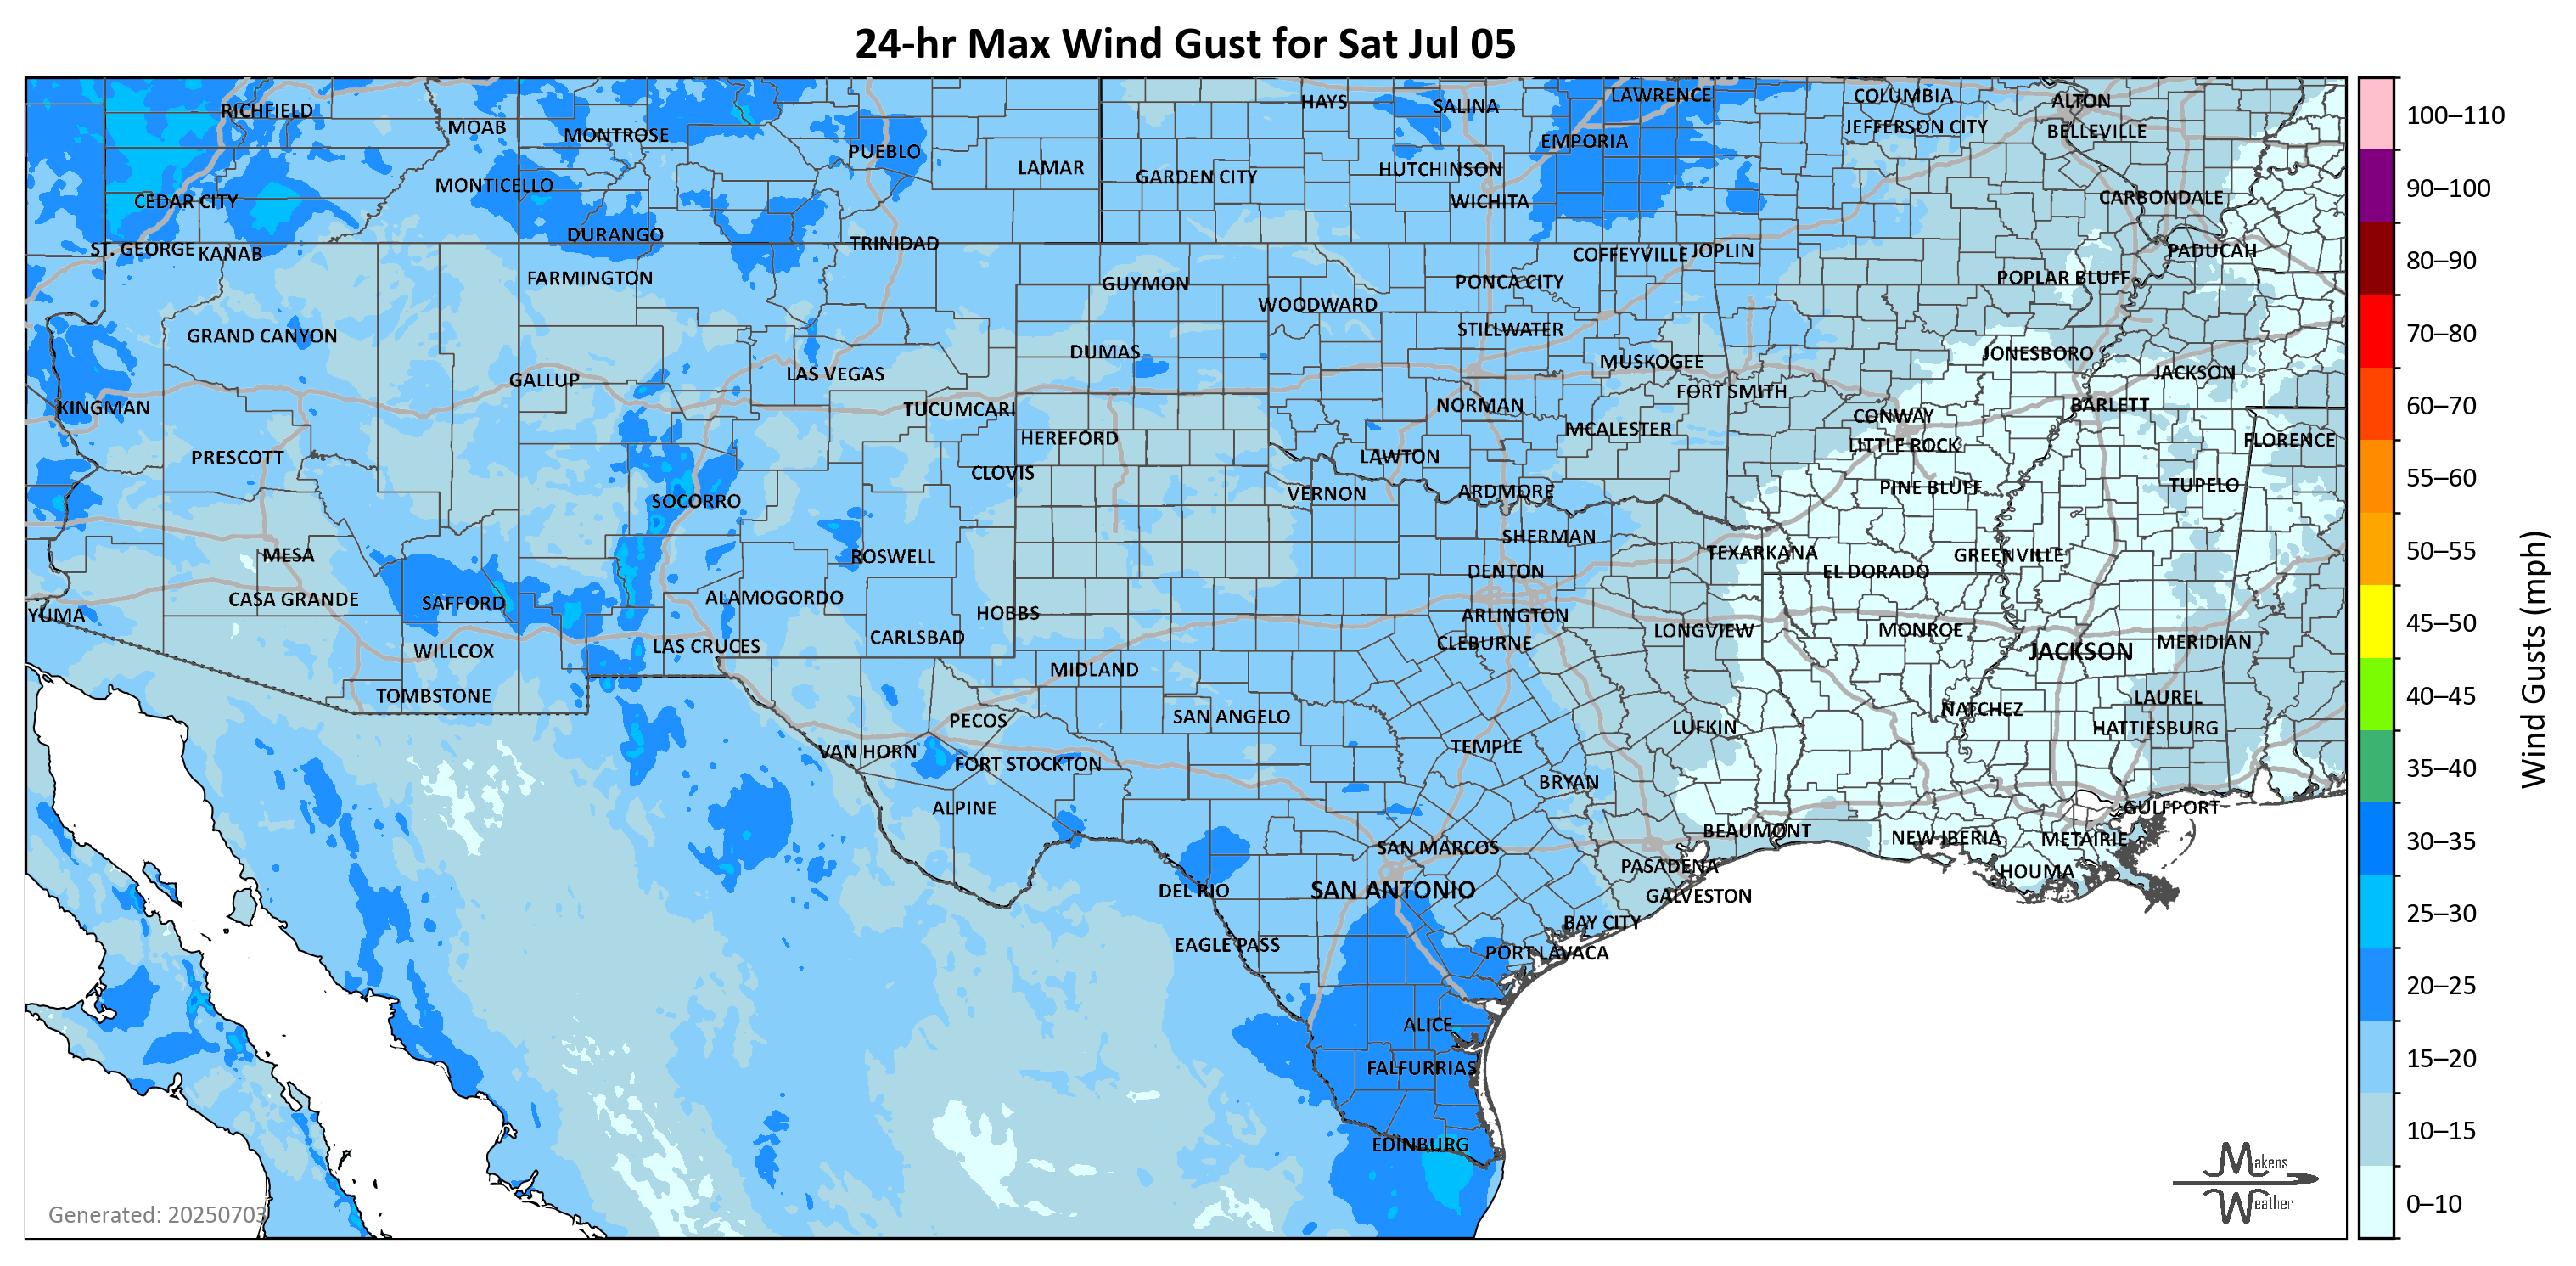 24-hr Max Wind Gust for Sat Jul 05
RICHFIELD
MOAB
MONTROSE
PUEBLO
LAMAR
HAYS
SALINA
LAWRENCE
COLUMBIA
ALTON
JEFFERSON CITY
BELLEVILLE
EMPORIA
GARDEN CITY
HUTCHINSON
MONTICELLO
CEDAR CITY
WICHITA
CARBONDALE
DURANGO
TRINIDAD
ST. GEORGE
KANAB
COFFEYVILLE
JOPLIN
PADUCAH
FARMINGTON
GUYMON
PONCA CITY
POPLAR BLUFF
WOODWARD
GRAND CANYON
STILLWATER
DUMAS
JONESBORO
MUSKOGEE
LAS VEGAS
GALLUP
JACKSON
FORT SMITH
KINGMAN
TUCUMCARI
NORMAN
CONWAY
BARLETT
HEREFORD
MCALESTER
LITTLE ROCK
FLORENCE
PRESCOTT
LAWTON
CLOVIS
SOCORRO
VERNON
ARDMORE
PINE BLUFF
TUPELO
SHERMAN
MESA
ROSWELL
TEXARKANA
GREENVILLE
DENTON
EL DORADO
CASA GRANDE
SAFFORD
ALAMOGORDO
YUMA
HOBBS
ARLINGTON
CARLSBAD
LONGVIEW
MONROE
LAS CRUCES
CLEBURNE
MERIDIAN
WILLCOX
JACKSON
MIDLAND
TOMBSTONE
LAUREL
PECOS
SAN ANGELO
NATCHEZ
LUFKIN
HATTIESBURG
VAN HORN
TEMPLE
FORT STOCKTON
BRYAN
ALPINE
GULFPORT
BEAUMONT
NEW IBERIA
METAIRIE
SAN MARCOS
PASADENA
HOUMA
DEL RIO
SAN ANTONIO
GALVESTON
BAY CITY
EAGLE PASS
PORT LAVACA
ALICE
FALFURRIAS
EDINBURG
Generated: 20250703
Makens
Weather
100–110
90–100
80–90
70–80
60–70
55–60
50–55
45–50
40–45
35–40
30–35
25–30
20–25
15–20
10–15
0–10
Wind Gusts (mph)